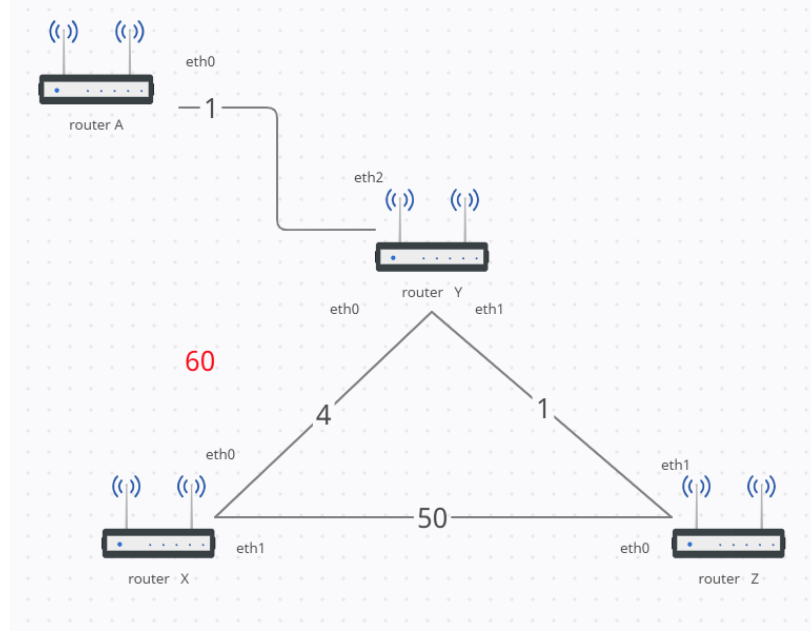 eth0
1
router A
eth2
router Y
eth0
eth1
60
4
1
eth0
eth1
50
eth1
eth0
router X
router Z